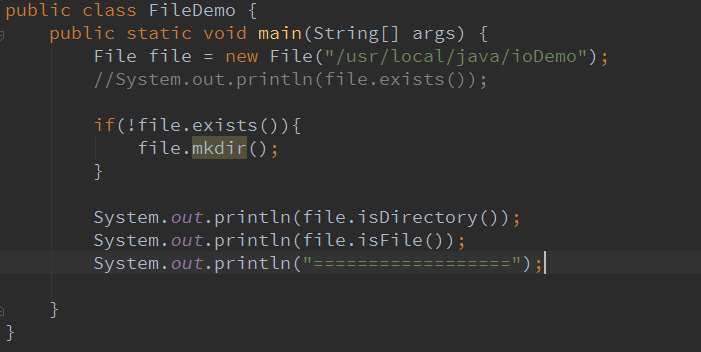 public class FileDemo {
    public static void main(String[] args) {
        File file = new File("/usr/local/java/ioDemo");
        //System.out.println(file.exists());
        if(!file.exists()){
            file.mkdir();
        }
        System.out.println(file.isDirectory());
        System.out.println(file.isFile());
        System.out.println("==================");
    }
}